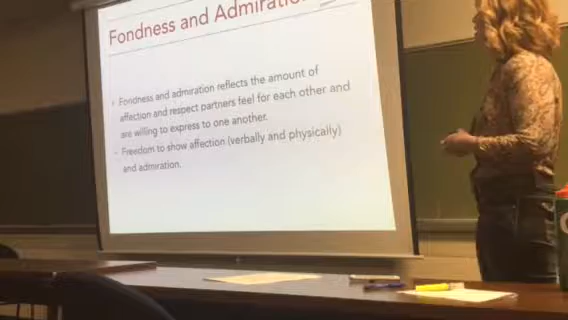 Fondness and Admiration
Fondness and admiration reflects the amount of
affection and respect partners feel for each other and
are willing to express to one another.
Freedom to show affection (verbally and physically)
and admiration.